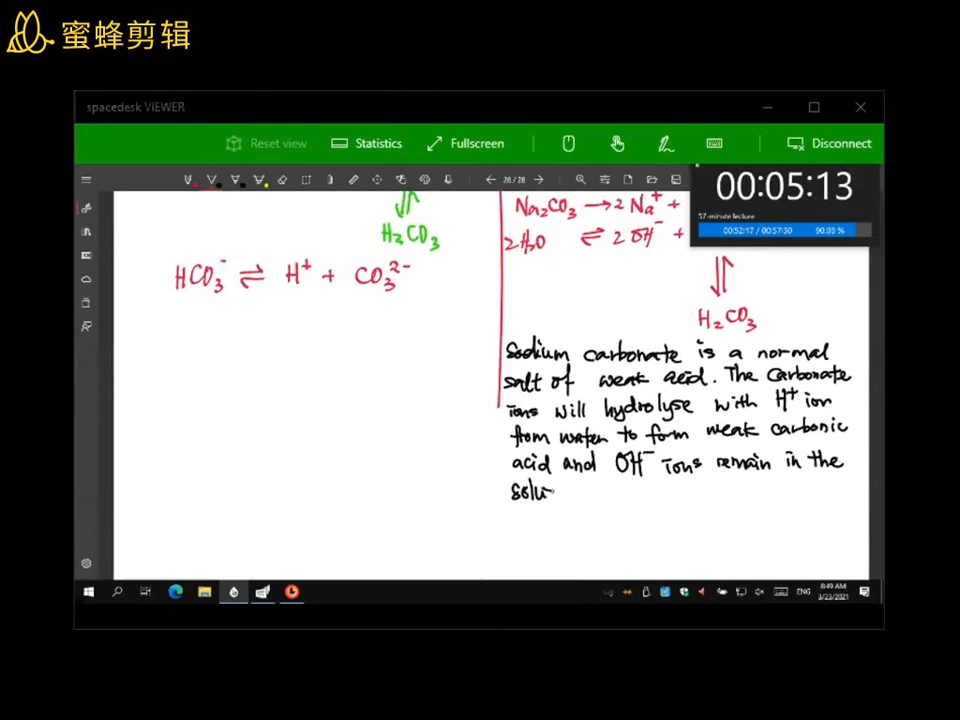 蜜蜂剪辑
spacedesk VIEWER
Reset view Statistics Fullscreen Disconnect
28/28
00:05:13
57-minute lecture
00:52:17 / 00:57:30 90.93 %
Na₂CO₃ → 2 Na⁺ +
2H₂O ⇌ 2 OH⁻ +
H₂CO₃
HCO₃⁻ ⇌ H⁺ + CO₃²⁻
H₂CO₃
Sodium carbonate is a normal
salt of weak acid. The carbonate
ions will hydrolyse with H⁺ ion
from water to form weak carbonic
acid and OH⁻ ions remain in the
solu
ENG
8:49 AM
3/23/2021